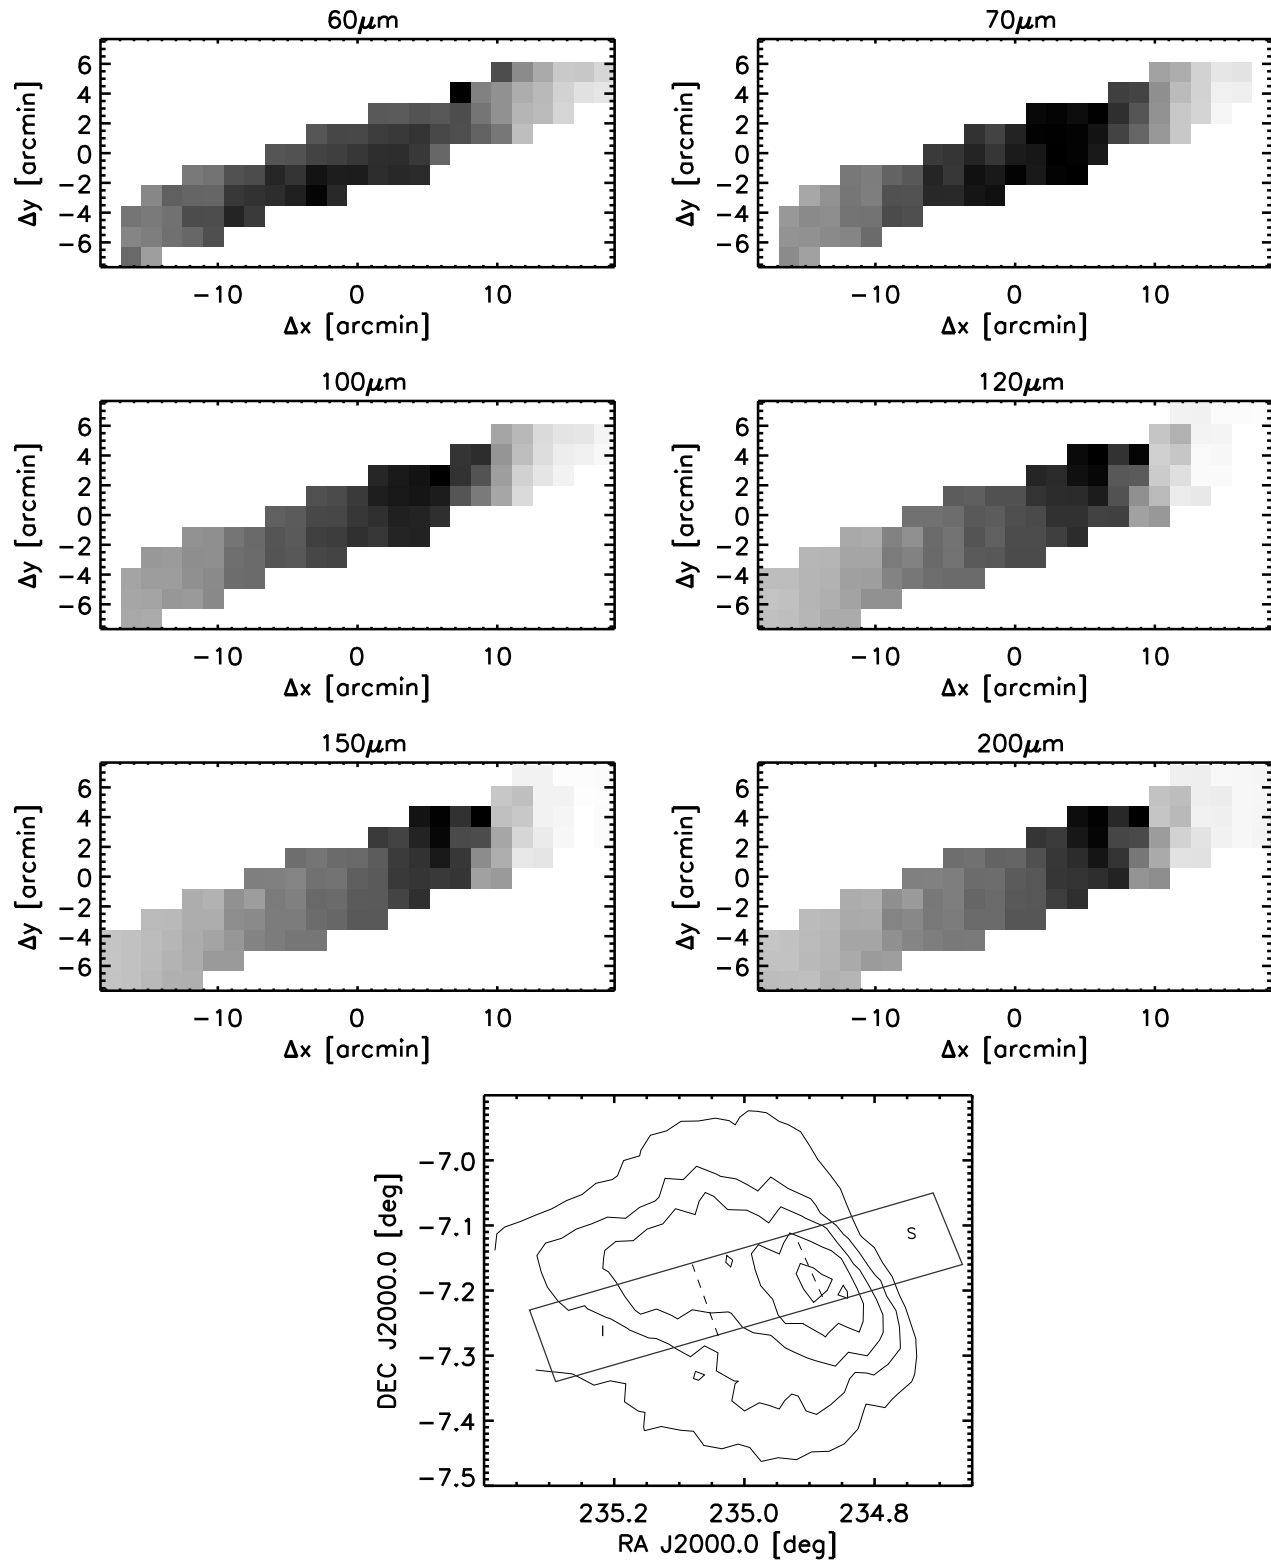 60μm
70μm
Δy [arcmin]
6
4
2
0
−2
−4
−6
−10
0
10
Δx [arcmin]
Δy [arcmin]
6
4
2
0
−2
−4
−6
−10
0
10
Δx [arcmin]
100μm
120μm
Δy [arcmin]
6
4
2
0
−2
−4
−6
−10
0
10
Δx [arcmin]
Δy [arcmin]
6
4
2
0
−2
−4
−6
−10
0
10
Δx [arcmin]
150μm
200μm
Δy [arcmin]
6
4
2
0
−2
−4
−6
−10
0
10
Δx [arcmin]
Δy [arcmin]
6
4
2
0
−2
−4
−6
−10
0
10
Δx [arcmin]
DEC J2000.0 [deg]
−7.0
−7.1
−7.2
−7.3
−7.4
−7.5
S
I
235.2 235.0 234.8
RA J2000.0 [deg]